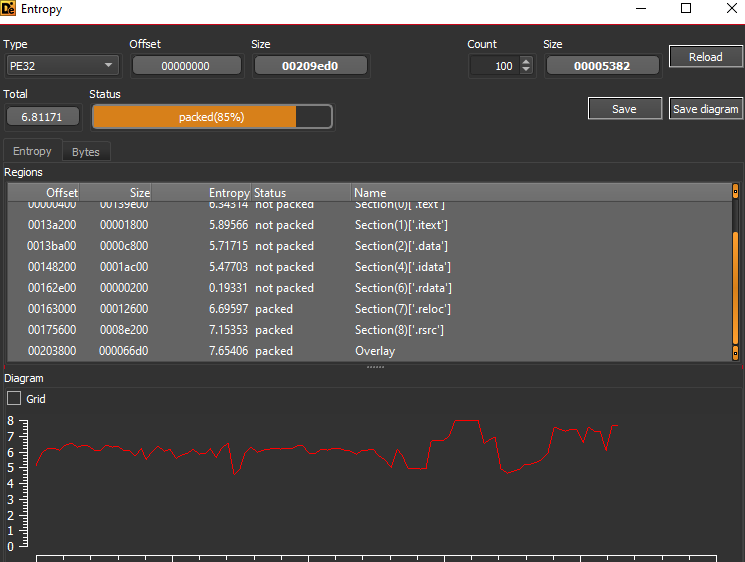 Entropy
Type Offset Size Count Size
PE32 00000000 00209ed0 100 00005382 Reload
Total Status
6.81171 packed(85%) Save Save diagram
Entropy Bytes
Regions
Offset Size Entropy Status Name
00000400 00139e00 6.34314 not packed Section(0)['.text']
0013a200 00001800 5.89566 not packed Section(1)['.itext']
0013ba00 0000c800 5.71715 not packed Section(2)['.data']
00148200 0001ac00 5.47703 not packed Section(4)['.idata']
00162e00 00000200 0.19331 not packed Section(6)['.rdata']
00163000 00012600 6.69597 packed Section(7)['.reloc']
00175600 0008e200 7.15353 packed Section(8)['.rsrc']
00203800 000066d0 7.65406 packed Overlay
Diagram
Grid
8
7
6
5
4
3
2
1
0